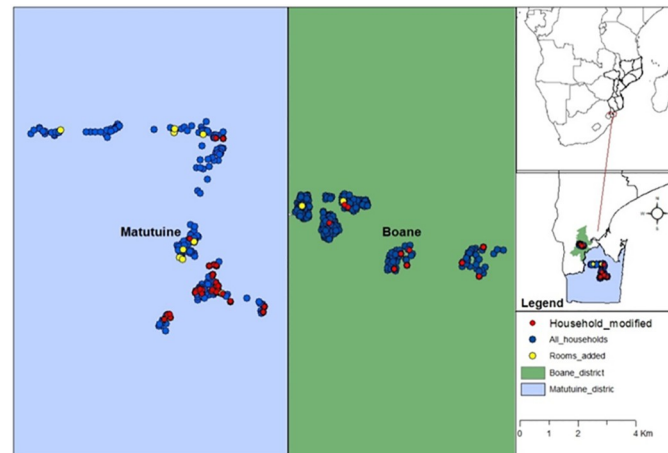 Matutuine
Boane
Legend
Household_modified
All_households
Rooms_added
Boane_district
Matutuine_distric
0 1 2 4 Km